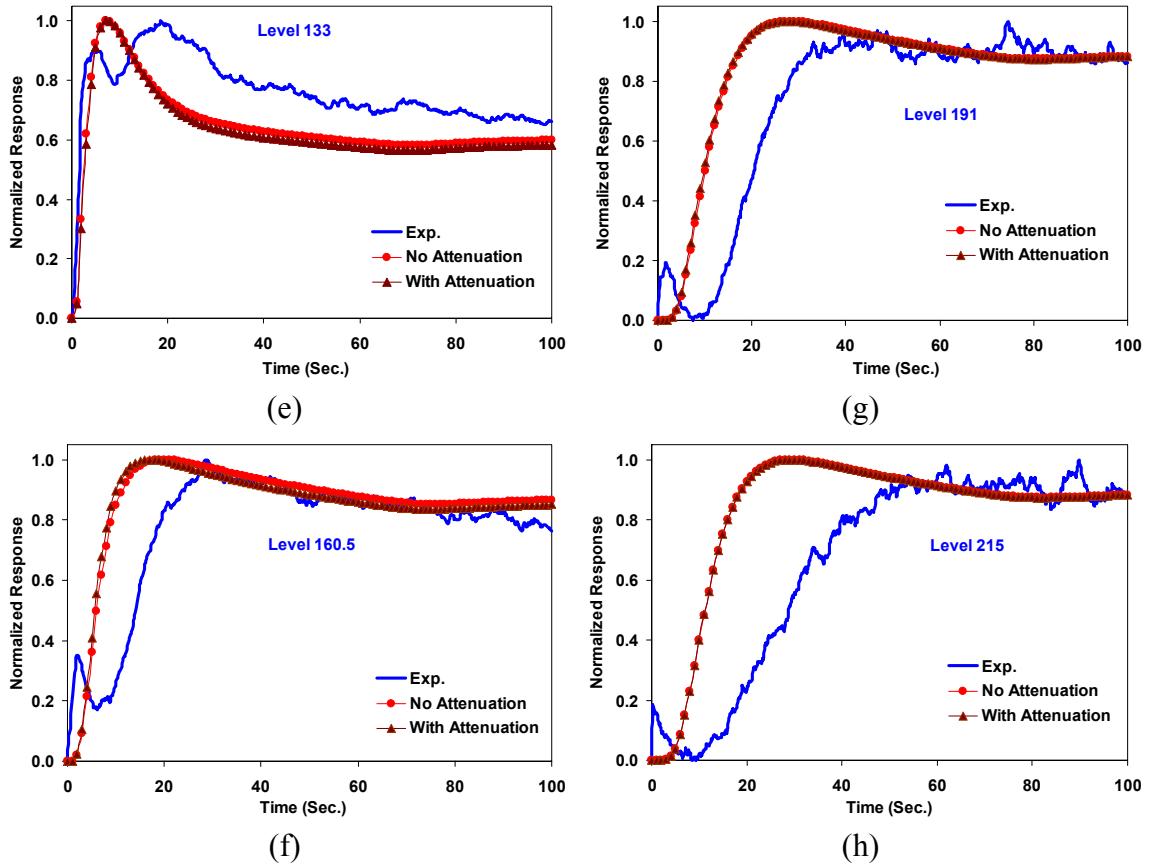 1.0
0.8
0.6
0.4
0.2
0.0
Normalized Response
Level 133
Exp.
No Attenuation
With Attenuation
0 20 40 60 80 100
Time (Sec.)
(e)
1.0
0.8
0.6
0.4
0.2
0.0
Normalized Response
Level 191
Exp.
No Attenuation
With Attenuation
0 20 40 60 80 100
Time (Sec.)
(g)
1.0
0.8
0.6
0.4
0.2
0.0
Normalized Response
Level 160.5
Exp.
No Attenuation
With Attenuation
0 20 40 60 80 100
Time (Sec.)
(f)
1.0
0.8
0.6
0.4
0.2
0.0
Normalized Response
Level 215
Exp.
No Attenuation
With Attenuation
0 20 40 60 80 100
Time (Sec.)
(h)